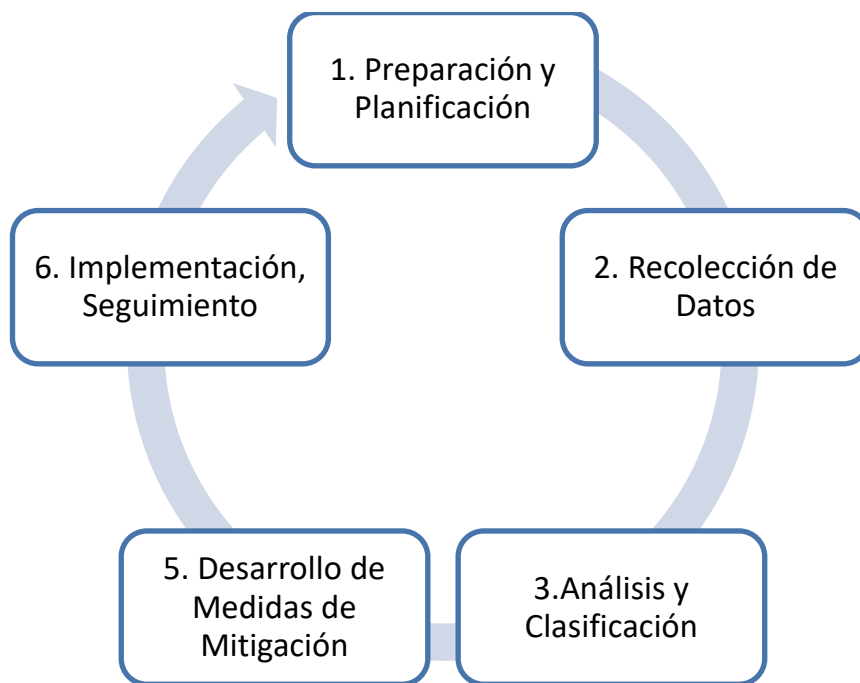 1. Preparación y
Planificación
2. Recolección de
Datos
3.Análisis y
Clasificación
5. Desarrollo de
Medidas de
Mitigación
6. Implementación,
Seguimiento